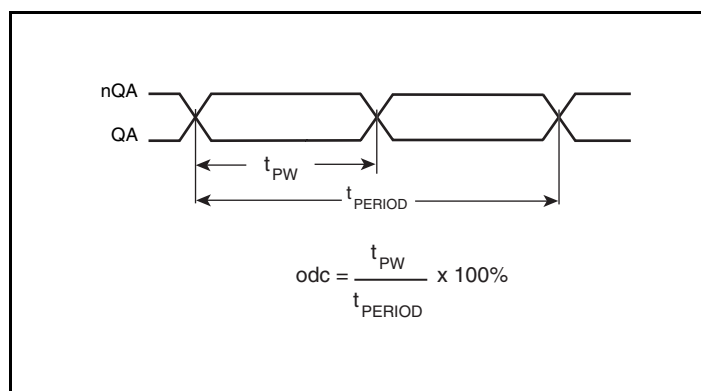 nQA
QA
tPW
tPERIOD
odc = tPW
tPERIOD x 100%